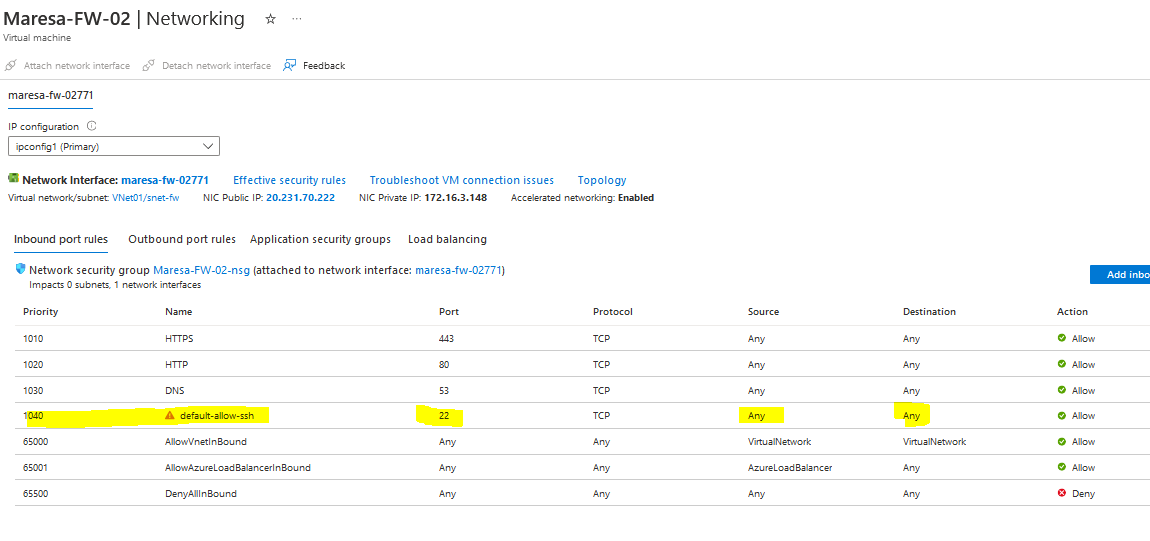 Maresa-FW-02 | Networking ☆ ···
Virtual machine
Attach network interface Detach network interface Feedback
maresa-fw-02771
IP configuration
ipconfig1 (Primary)
Network Interface: maresa-fw-02771 Effective security rules Troubleshoot VM connection issues Topology
Virtual network/subnet: VNet01/snet-fw NIC Public IP: 20.231.70.222 NIC Private IP: 172.16.3.148 Accelerated networking: Enabled
Inbound port rules Outbound port rules Application security groups Load balancing
Network security group Maresa-FW-02-nsg (attached to network interface: maresa-fw-02771)
Impacts 0 subnets, 1 network interfaces
Add inbo
Priority Name Port Protocol Source Destination Action
1010 HTTPS 443 TCP Any Any Allow
1020 HTTP 80 TCP Any Any Allow
1030 DNS 53 TCP Any Any Allow
1040 default-allow-ssh 22 TCP Any Any Allow
65000 AllowVnetInBound Any Any VirtualNetwork VirtualNetwork Allow
65001 AllowAzureLoadBalancerInBound Any Any AzureLoadBalancer Any Allow
65500 DenyAllInBound Any Any Any Any Deny